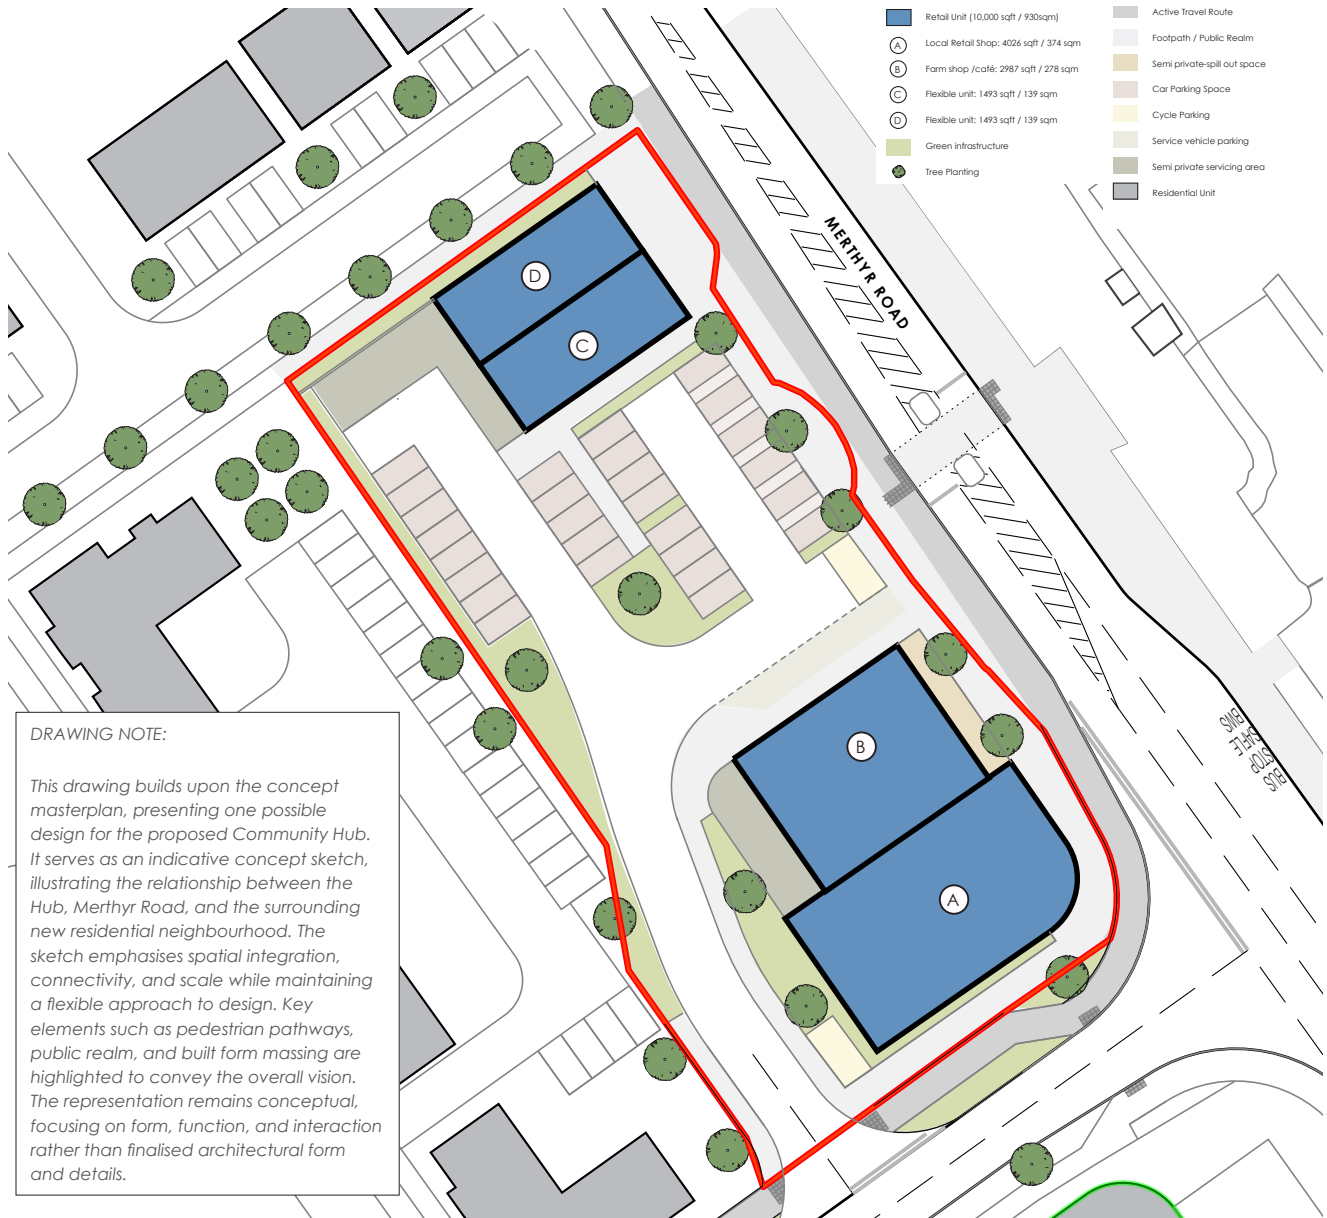 Retail Unit (10,000 sqft / 930sqm)
A
Local Retail Shop: 4026 sqft / 374 sqm
B
Farm shop /café: 2987 sqft / 278 sqm
C
Flexible unit: 1493 sqft / 139 sqm
D
Flexible unit: 1493 sqft / 139 sqm
Green infrastructure
Tree Planting
Active Travel Route
Footpath / Public Realm
Semi private-spill out space
Car Parking Space
Cycle Parking
Service vehicle parking
Semi private servicing area
Residential Unit
MERTHYR ROAD
D
C
B
A
BUS
STOP
SAFLE
BWS
DRAWING NOTE:
This drawing builds upon the concept
masterplan, presenting one possible
design for the proposed Community Hub.
It serves as an indicative concept sketch,
illustrating the relationship between the
Hub, Merthyr Road, and the surrounding
new residential neighbourhood. The
sketch emphasises spatial integration,
connectivity, and scale while maintaining
a flexible approach to design. Key
elements such as pedestrian pathways,
public realm, and built form massing are
highlighted to convey the overall vision.
The representation remains conceptual,
focusing on form, function, and interaction
rather than finalised architectural form
and details.